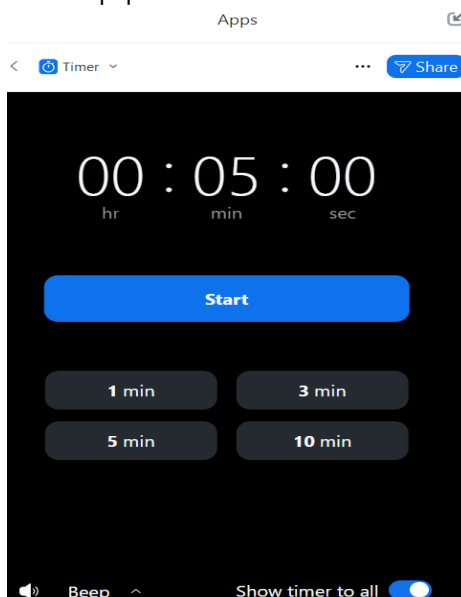 Apps
Timer
Share
00 : 05 : 00
hr min sec
Start
1 min 3 min
5 min 10 min
Beep Show timer to all